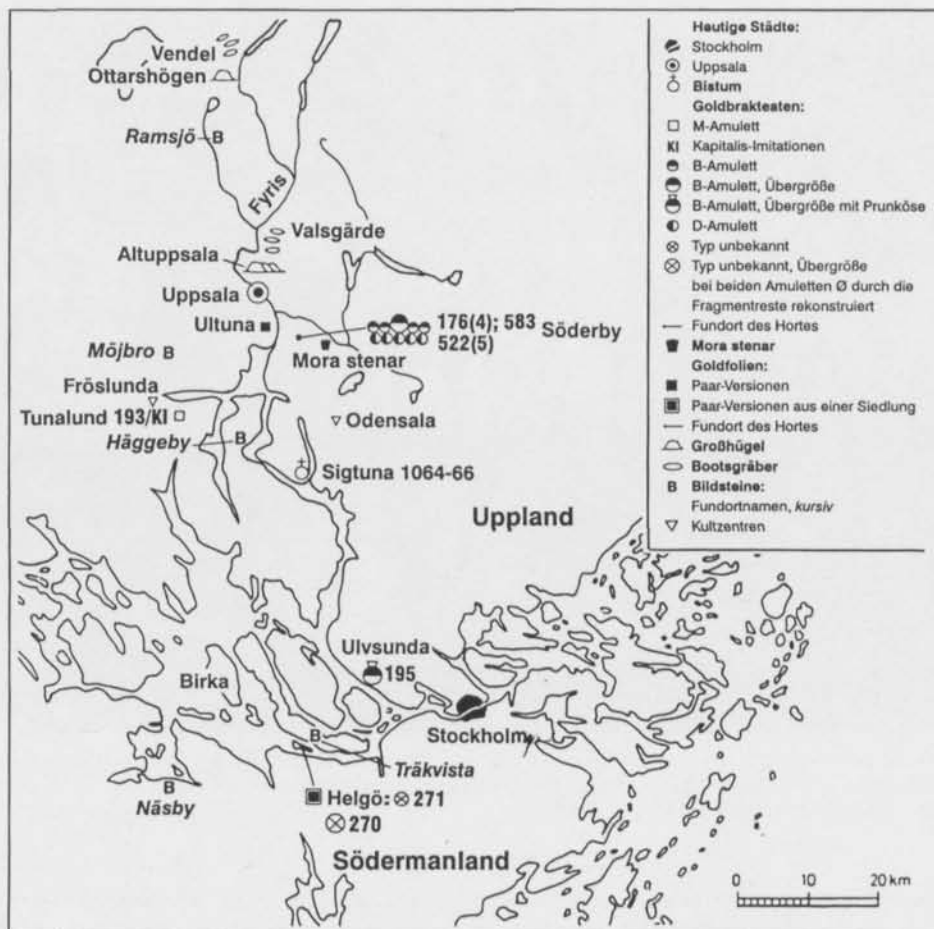 Vendel
Ottarshögen
Ramsjö B
Fyris
Valsgärde
Altuppsala
Uppsala
Ultuna
176(4); 583 Söderby
522(5)
Mora stenar
Möjbro B
Fröslunda
Tunalund 193/KI
Odensala
Häggeby B
Sigtuna 1064-66
Uppland
Ulvsunda
195
Birka
B
Stockholm
Träkvista
B
Näsby
Helgö: 271
270
Södermanland
0 10 20 km
Heutige Städte:
Stockholm
Uppsala
Bistum
Goldbrakteaten:
M-Amulett
KI Kapitalis-Imitationen
B-Amulett
B-Amulett, Übergröße
B-Amulett, Übergröße mit Prunköse
D-Amulett
Typ unbekannt
Typ unbekannt, Übergröße
bei beiden Amuletten Ø durch die
Fragmentreste rekonstruiert
Fundort des Hortes
Mora stenar
Goldfolien:
Paar-Versionen
Paar-Versionen aus einer Siedlung
Fundort des Hortes
Großhügel
Bootsgräber
B Bildsteine:
Fundortnamen, kursiv
Kultzentren